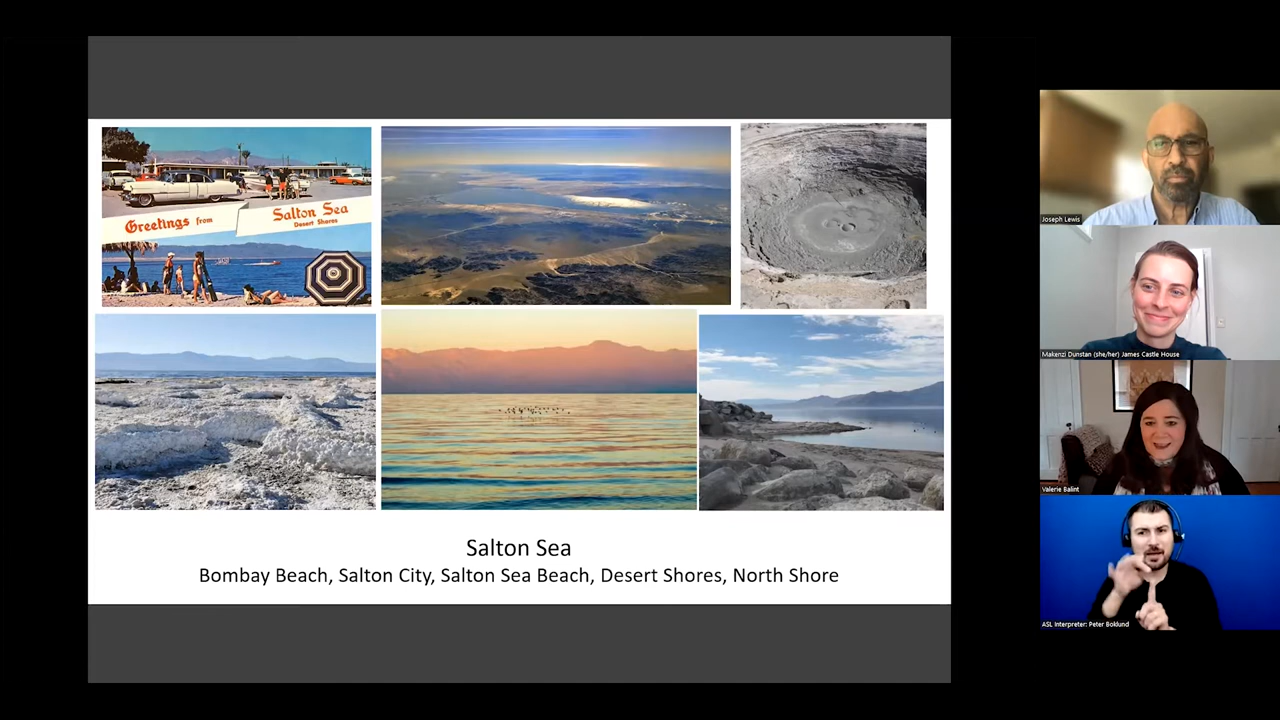 Greetings from
Salton Sea
Desert Shores
Salton Sea
Bombay Beach, Salton City, Salton Sea Beach, Desert Shores, North Shore
Joseph Lewis
Makenzi Dunstan (she/her) James Castle House
Valerie Balint
ASL Interpreter: Peter Boklund